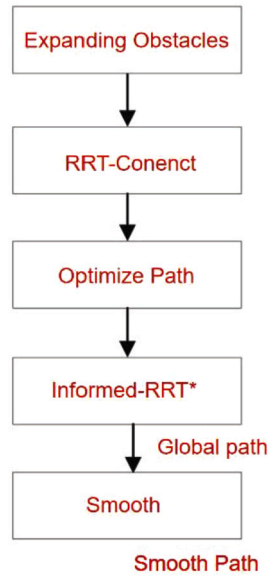 Expanding Obstacles
RRT-Conenct
Optimize Path
Informed-RRT*
Global path
Smooth
Smooth Path